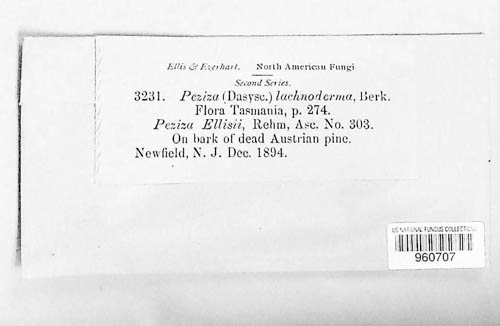 Ellis & Everhart. North American Fungi
Second Series.
3231. Peziza (Dasysc.) lachnoderma, Berk.
Flora Tasmania, p. 274.
Peziza Ellisii, Rehm, Asc. No. 303.
On bark of dead Austrian pine.
Newfield, N. J. Dec. 1894.
US NATIONAL FUNGUS COLLECTIONS
960707